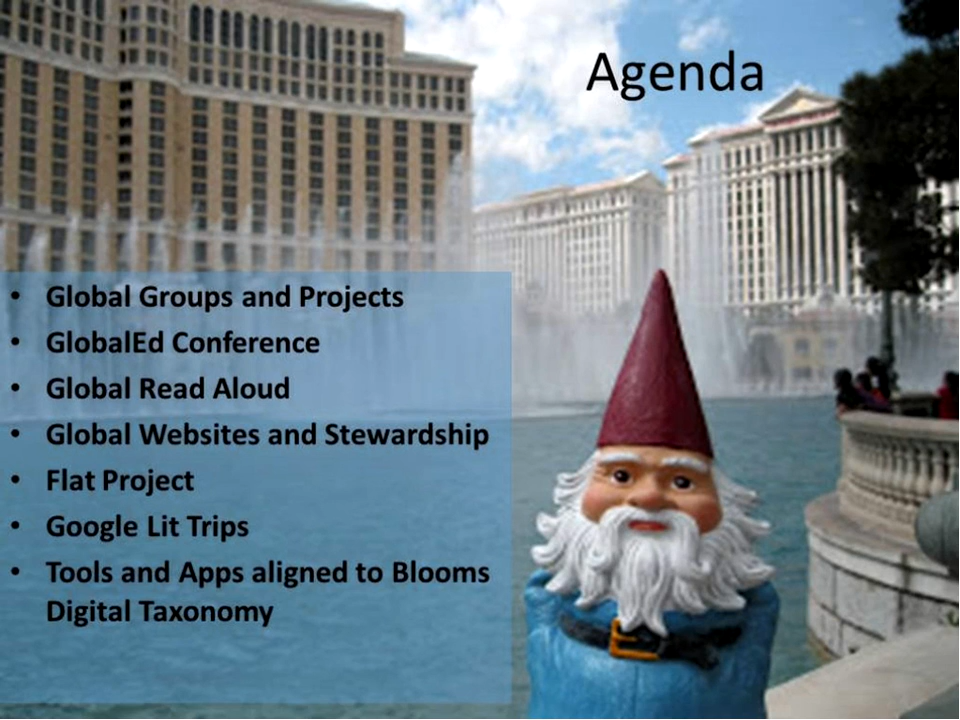 Agenda
• Global Groups and Projects
• GlobalEd Conference
• Global Read Aloud
• Global Websites and Stewardship
• Flat Project
• Google Lit Trips
• Tools and Apps aligned to Blooms
Digital Taxonomy